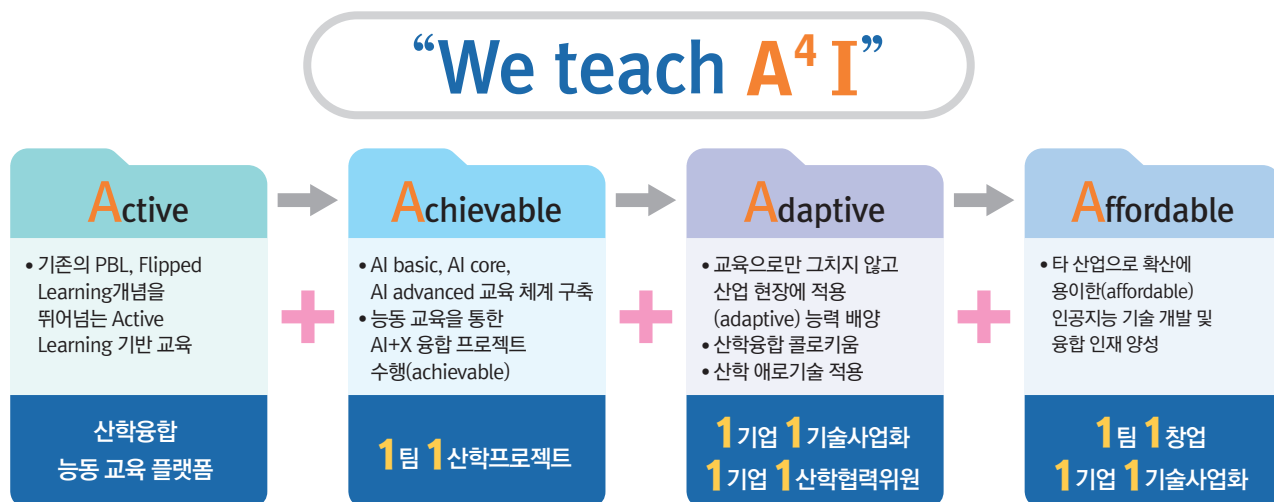 “We teach A⁴ I”
Active
• 기존의 PBL, Flipped
Learning개념을
뛰어넘는 Active
Learning 기반 교육
산학융합
능동 교육 플랫폼
Achievable
• AI basic, AI core,
AI advanced 교육 체계 구축
• 능동 교육을 통한
AI+X 융합 프로젝트
수행(achievable)
1팀 1산학프로젝트
Adaptive
• 교육으로만 그치지 않고
산업 현장에 적용
(adaptive) 능력 배양
• 산학융합 콜로키움
• 산학 애로기술 적용
1기업 1기술사업화
1기업 1산학협력위원
Affordable
• 타 산업으로 확산에
용이한(affordable)
인공지능 기술 개발 및
융합 인재 양성
1팀 1창업
1기업 1기술사업화